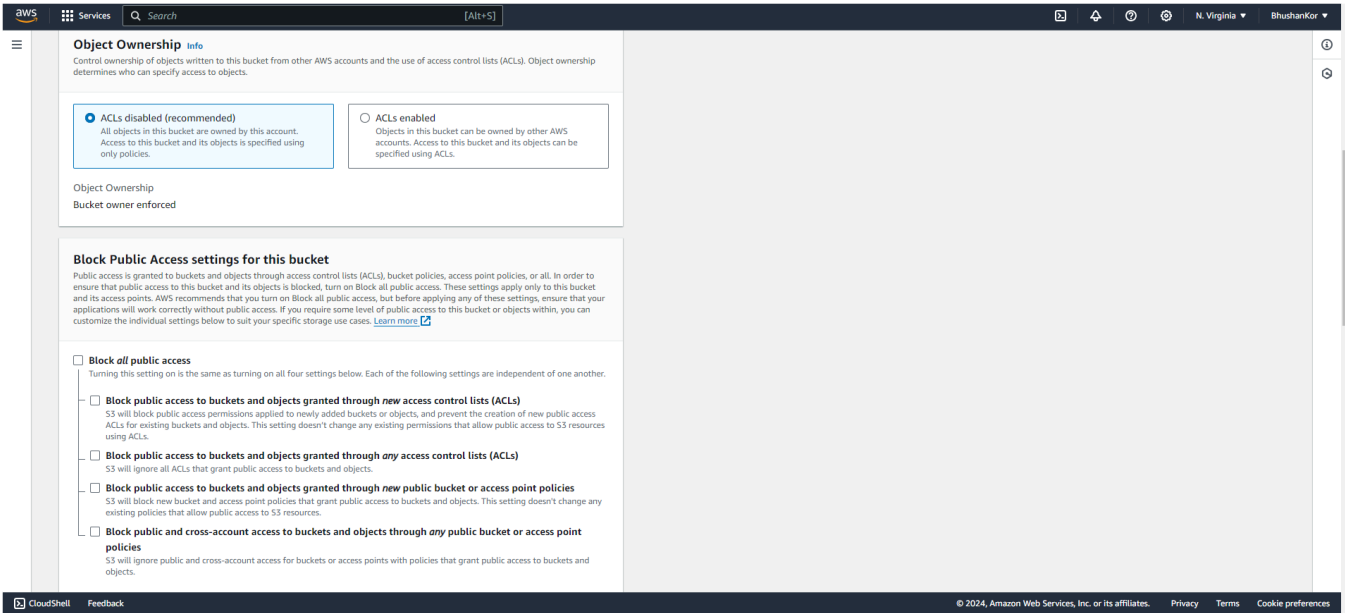 aws
Services
Search
[Alt+S]
N. Virginia
BhushanKor
Object Ownership Info
Control ownership of objects written to this bucket from other AWS accounts and the use of access control lists (ACLs). Object ownership
determines who can specify access to objects.
ACLs disabled (recommended)
All objects in this bucket are owned by this account.
Access to this bucket and its objects is specified using
only policies.
ACLs enabled
Objects in this bucket can be owned by other AWS
accounts. Access to this bucket and its objects can be
specified using ACLs.
Object Ownership
Bucket owner enforced
Block Public Access settings for this bucket
Public access is granted to buckets and objects through access control lists (ACLs), bucket policies, access point policies, or all. In order to
ensure that public access to this bucket and its objects is blocked, turn on Block all public access. These settings apply only to this bucket
and its access points. AWS recommends that you turn on Block all public access, but before applying any of these settings, ensure that your
applications will work correctly without public access. If you require some level of public access to this bucket or objects within, you can
customize the individual settings below to suit your specific storage use cases. Learn more
Block all public access
Turning this setting on is the same as turning on all four settings below. Each of the following settings are independent of one another.
Block public access to buckets and objects granted through new access control lists (ACLs)
S3 will block public access permissions applied to newly added buckets or objects, and prevent the creation of new public access
ACLs for existing buckets and objects. This setting doesn't change any existing permissions that allow public access to S3 resources
using ACLs.
Block public access to buckets and objects granted through any access control lists (ACLs)
S3 will ignore all ACLs that grant public access to buckets and objects.
Block public access to buckets and objects granted through new public bucket or access point policies
S3 will block new bucket and access point policies that grant public access to buckets and objects. This setting doesn't change any
existing policies that allow public access to S3 resources.
Block public and cross-account access to buckets and objects through any public bucket or access point
policies
S3 will ignore public and cross-account access for buckets or access points with policies that grant public access to buckets and
objects.
CloudShell
Feedback
© 2024, Amazon Web Services, Inc. or its affiliates.
Privacy
Terms
Cookie preferences